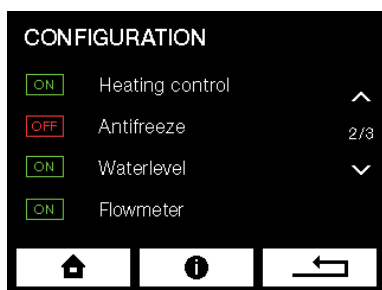 CONFIGURATION
ON Heating control
OFF Antifreeze
2/3
ON Waterlevel
ON Flowmeter